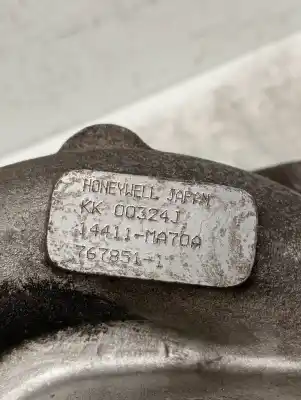 HONEYWELL JAPAN
KK 00324J
14411-MA70A
767851-1